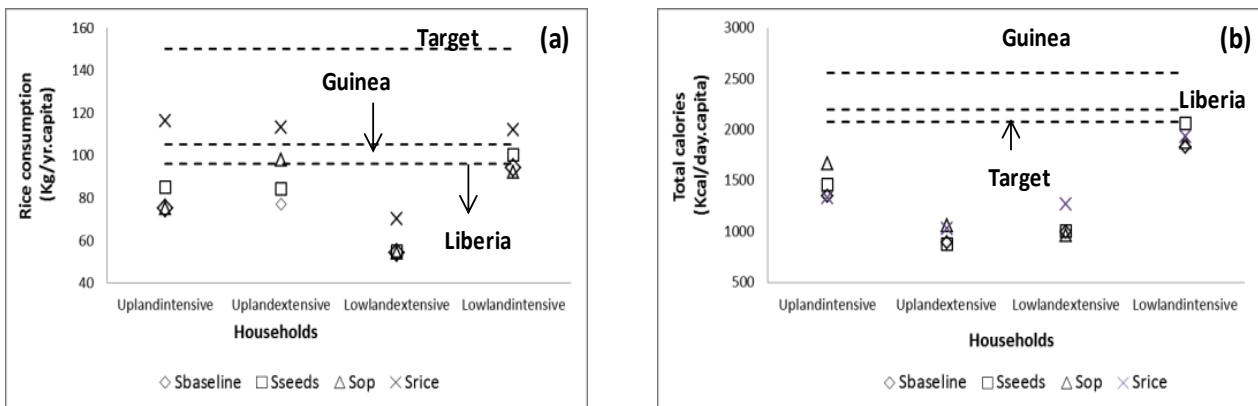 (a)
Rice consumption
(Kg/yr.capita)
160
140
120
100
80
60
40
Target
Guinea
Liberia
Uplandintensive Uplandextensive Lowlandextensive Lowlandintensive
Households
Sbaseline Sseeds Sop Srice
(b)
Total calories
(Kcal/day.capita)
3000
2500
2000
1500
1000
500
Guinea
Liberia
Target
Uplandintensive Uplandextensive Lowlandextensive Lowlandintensive
Households
Sbaseline Sseeds Sop Srice